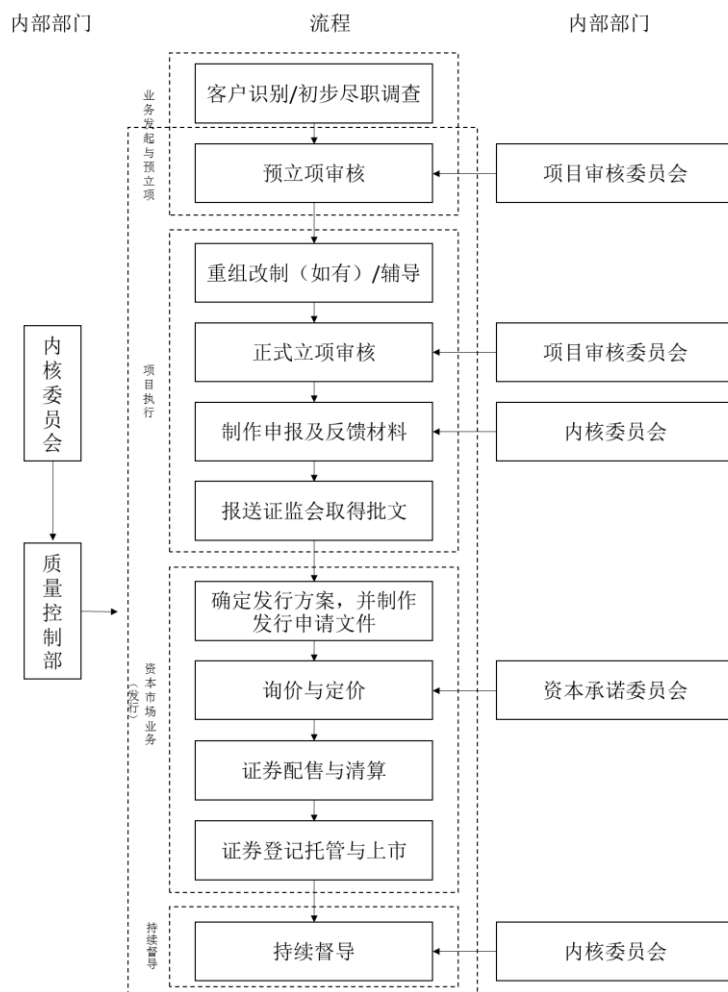 内部部门
流程
内部部门
业务发起与预立项
客户识别/初步尽职调查
预立项审核
项目审核委员会
项目执行
重组改制（如有）/辅导
正式立项审核
项目审核委员会
制作申报及反馈材料
内核委员会
报送证监会取得批文
内核委员会
质量控制部
资本市场业务
（发行）
确定发行方案，并制作
发行申请文件
询价与定价
资本承诺委员会
证券配售与清算
证券登记托管与上市
持续督导
持续督导
内核委员会